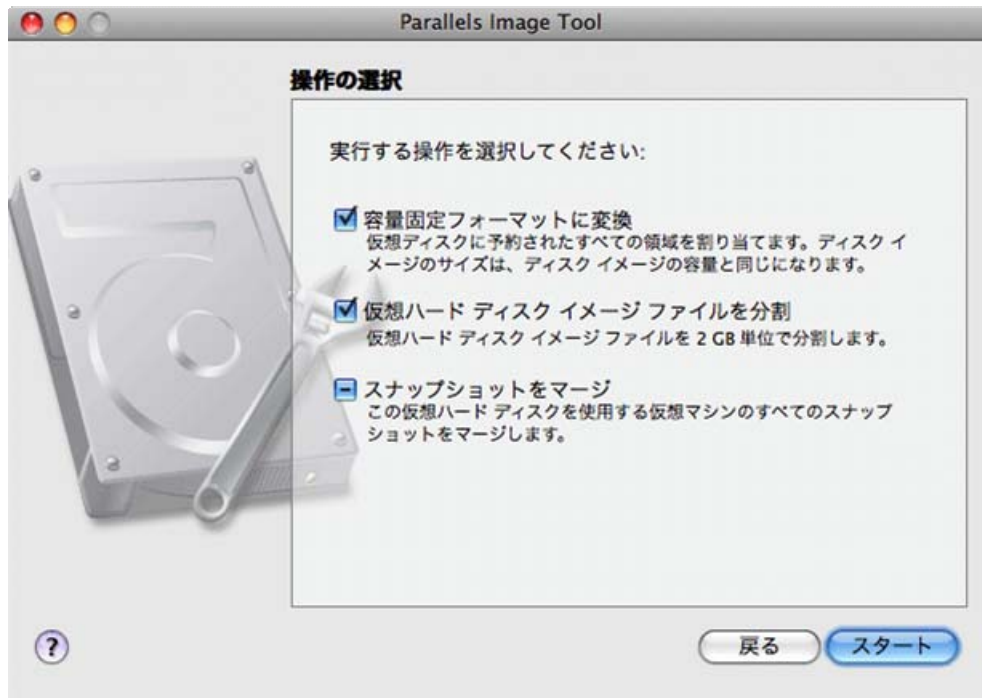 Parallels Image Tool
操作の選択
実行する操作を選択してください:
容量固定フォーマットに変換
仮想ディスクに予約されたすべての領域を割り当てます。ディスク イ
メージのサイズは、ディスク イメージの容量と同じになります。
仮想ハード ディスク イメージ ファイルを分割
仮想ハード ディスク イメージ ファイルを 2 GB 単位で分割します。
スナップショットをマージ
この仮想ハード ディスクを使用する仮想マシンのすべてのスナップ
ショットをマージします。
?
戻る
スタート